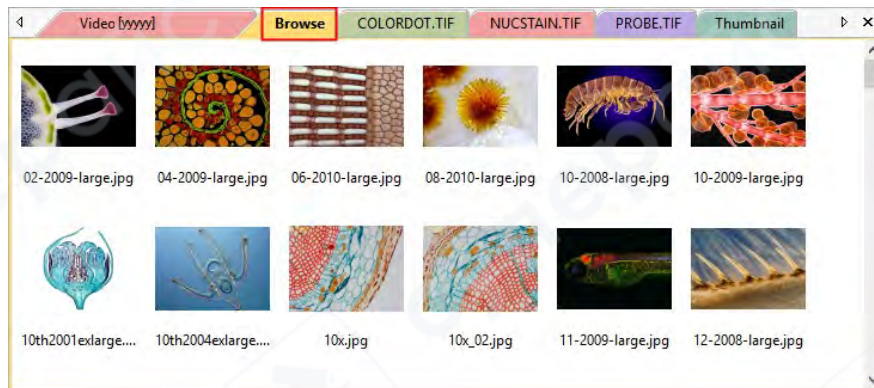 Video [yyyyy] Browse COLORDOT.TIF NUCSTAIN.TIF PROBE.TIF Thumbnail
02-2009-large.jpg 04-2009-large.jpg 06-2010-large.jpg 08-2010-large.jpg 10-2008-large.jpg 10-2009-large.jpg
10th2001exlarge.... 10th2004exlarge.... 10x.jpg 10x_02.jpg 11-2009-large.jpg 12-2008-large.jpg